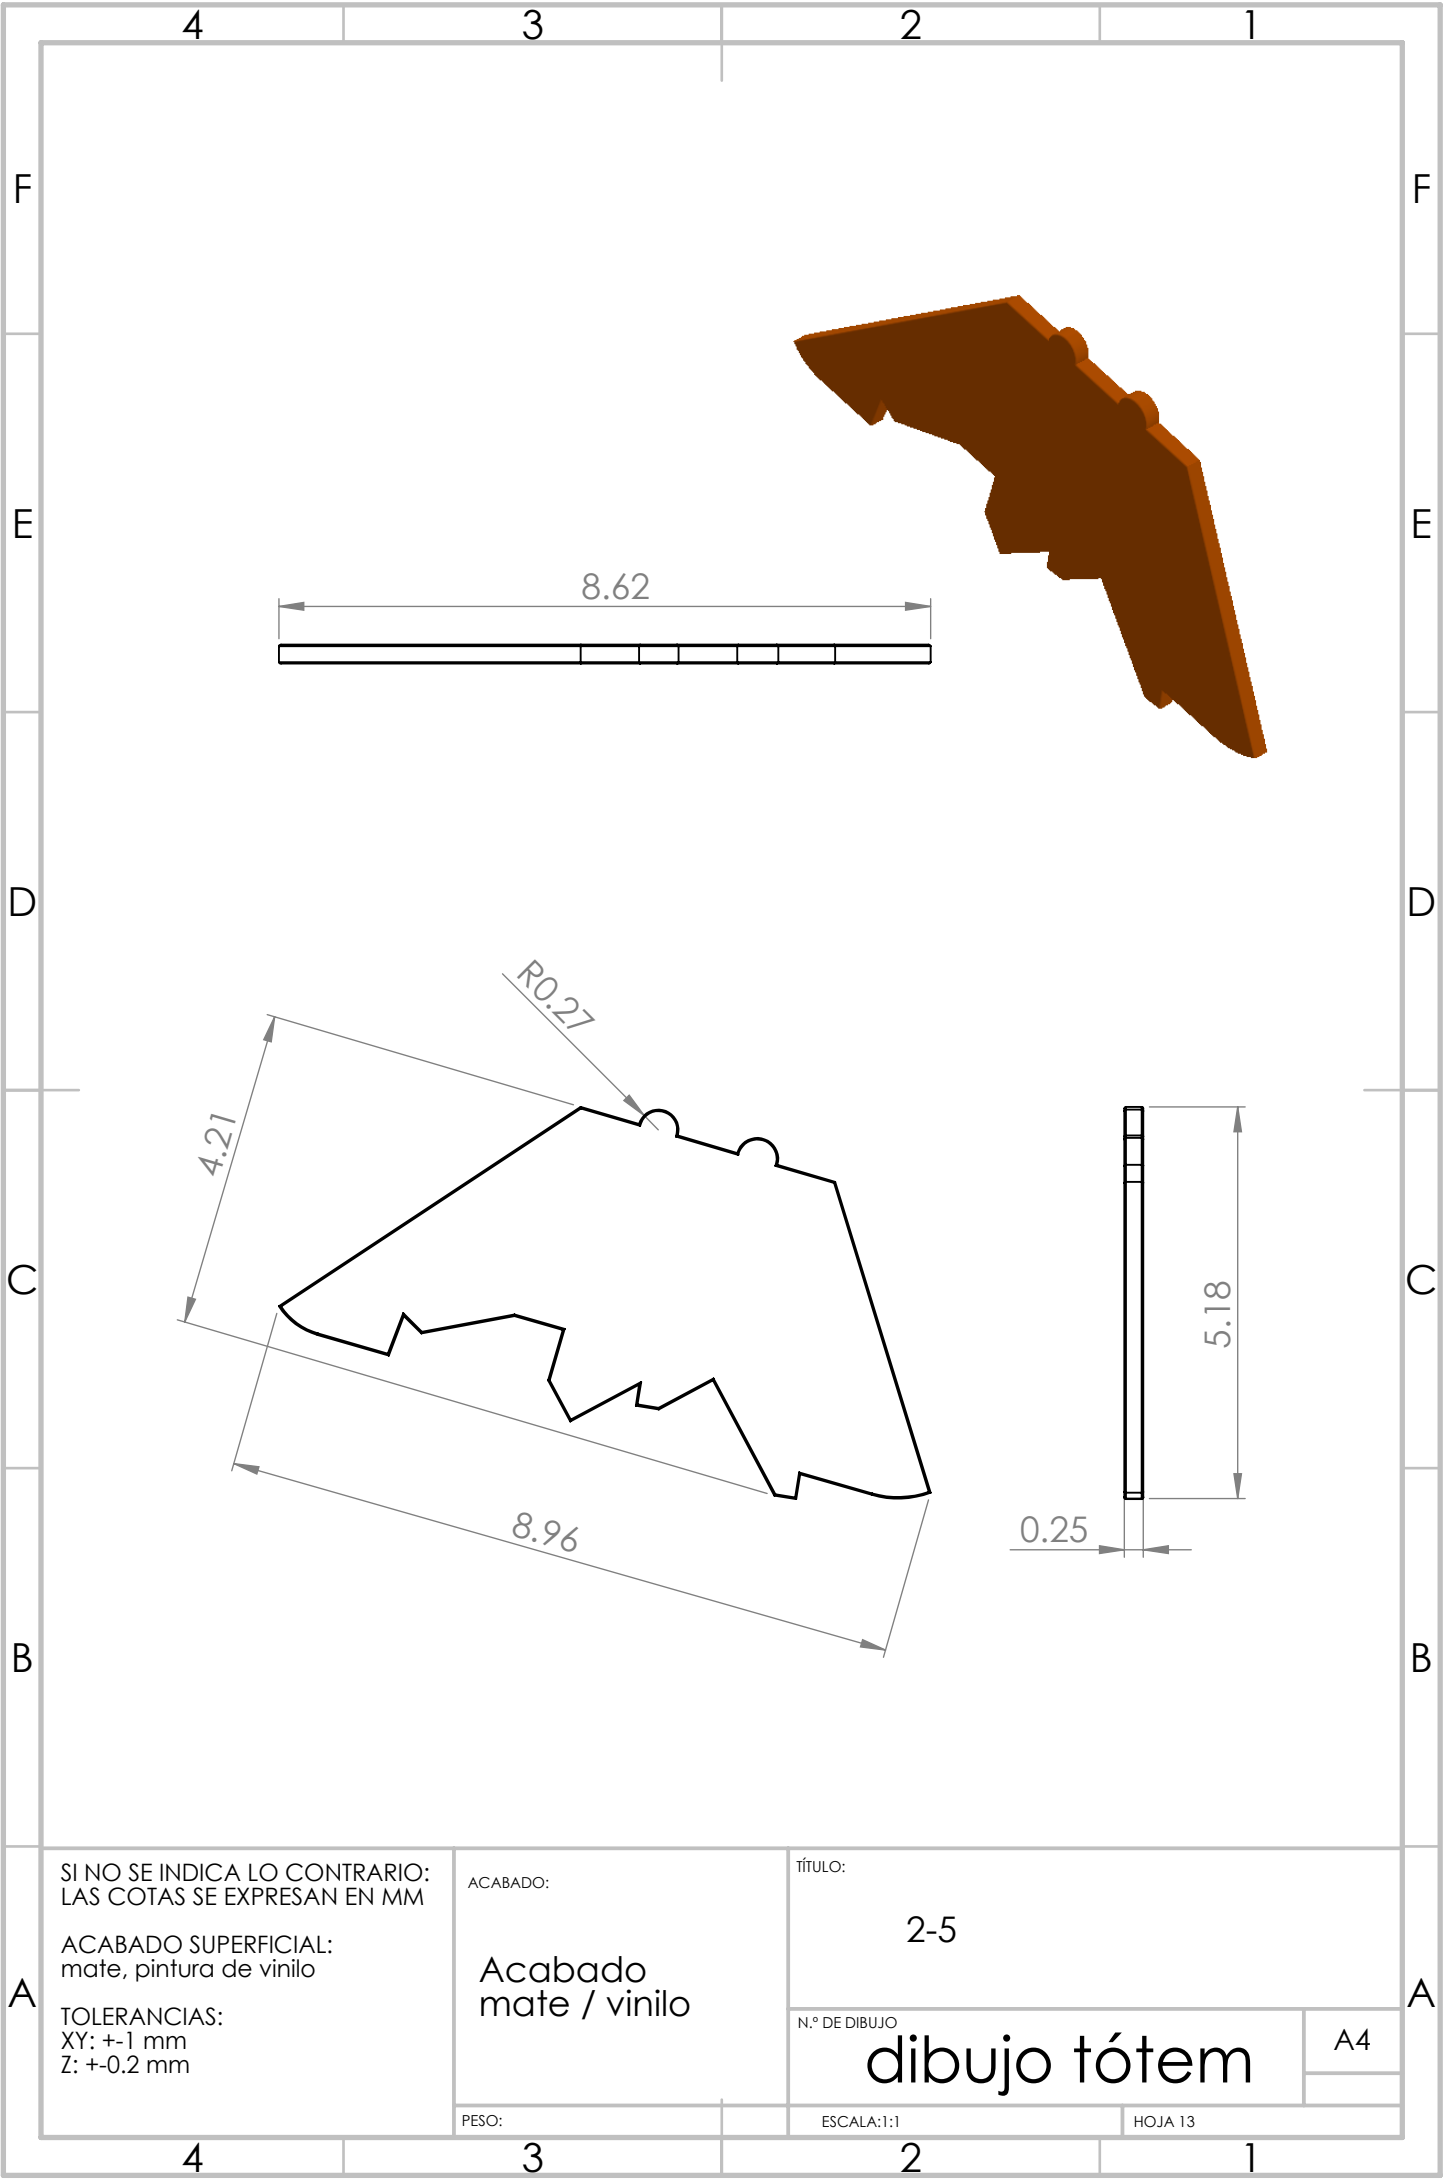 4 3 2 1
F F
E E
8.62
D D
R0.27
4.21
C C
5.18
8.96
0.25
B B
SI NO SE INDICA LO CONTRARIO:
LAS COTAS SE EXPRESAN EN MM
ACABADO SUPERFICIAL:
mate, pintura de vinilo
TOLERANCIAS:
XY: +-1 mm
Z: +-0.2 mm
ACABADO:
Acabado
mate / vinilo
PESO:
TÍTULO:
2-5
N.º DE DIBUJO
dibujo tótem
A4
ESCALA:1:1
HOJA 13
A A
4 3 2 1